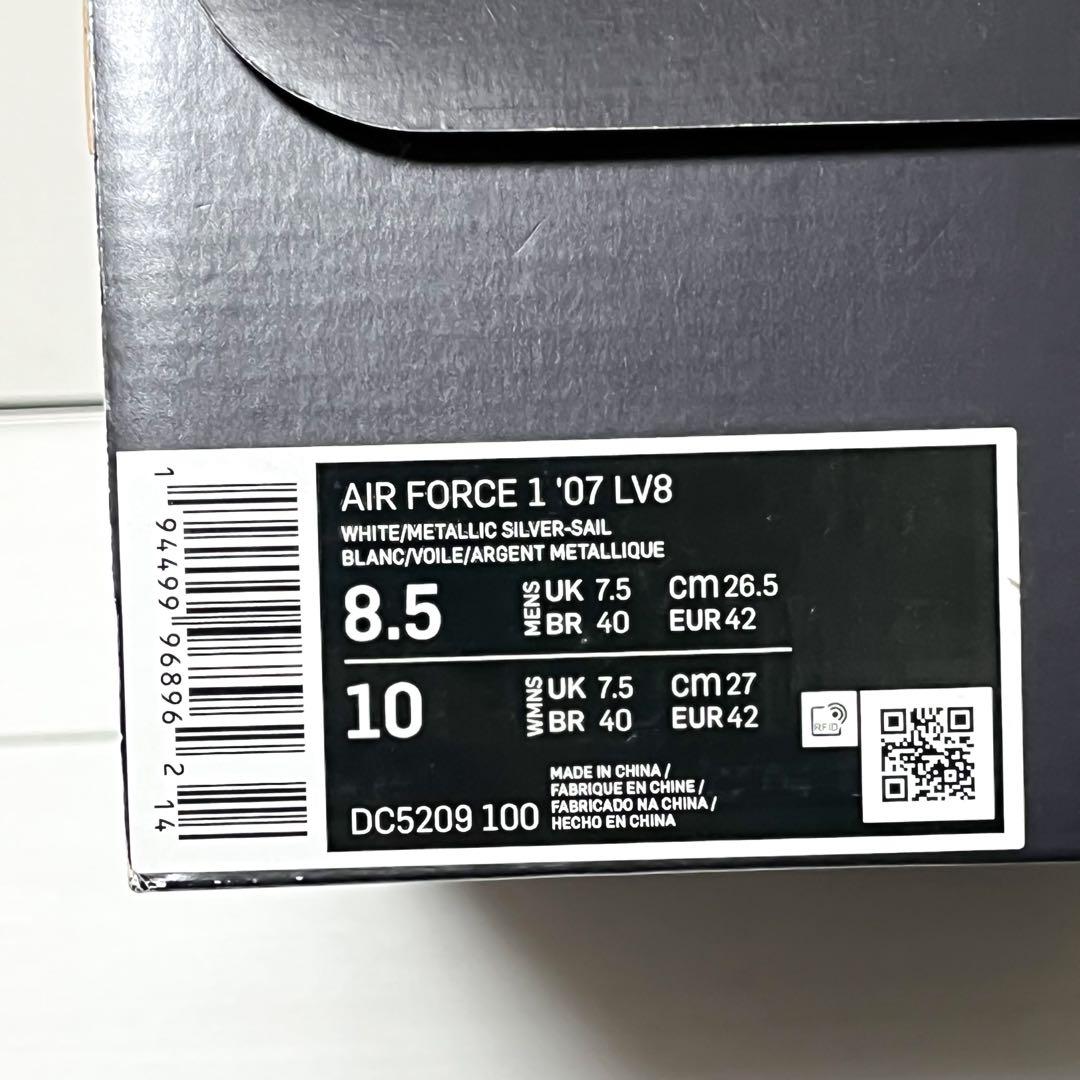 AIR FORCE 1 '07 LV8
WHITE/METALLIC SILVER-SAIL
BLANC/VOILE/ARGENT METALLIQUE
8.5 MENS UK 7.5 cm 26.5
BR 40 EUR 42
10 WMNS UK 7.5 cm 27
BR 40 EUR 42
RFID
DC5209 100
MADE IN CHINA /
FABRIQUE EN CHINE /
FABRICADO NA CHINA /
HECHO EN CHINA
1 94499 96896 2 14